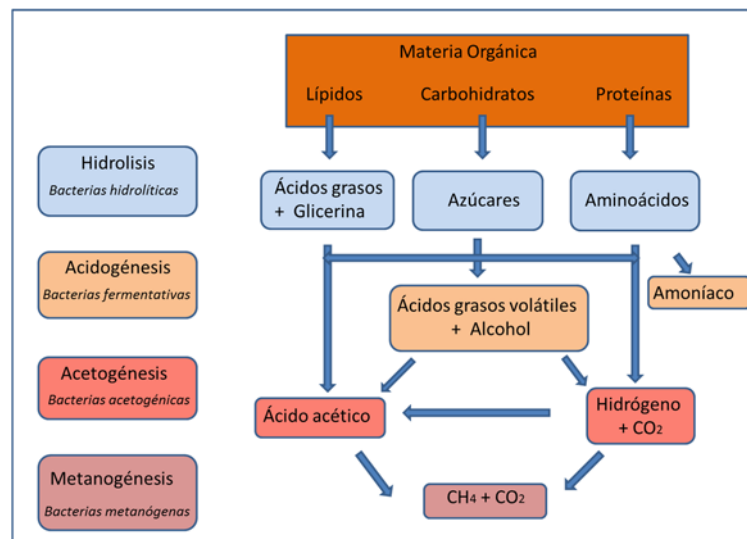 Materia Orgánica
Lípidos Carbohidratos Proteínas
Hidrolisis
Bacterias hidrolíticas
Ácidos grasos
+ Glicerina
Azúcares
Aminoácidos
Acidogénesis
Bacterias fermentativas
Ácidos grasos volátiles
+ Alcohol
Amoníaco
Acetogénesis
Bacterias acetogénicas
Ácido acético
Hidrógeno
+ CO₂
Metanogénesis
Bacterias metanógenas
CH₄ + CO₂